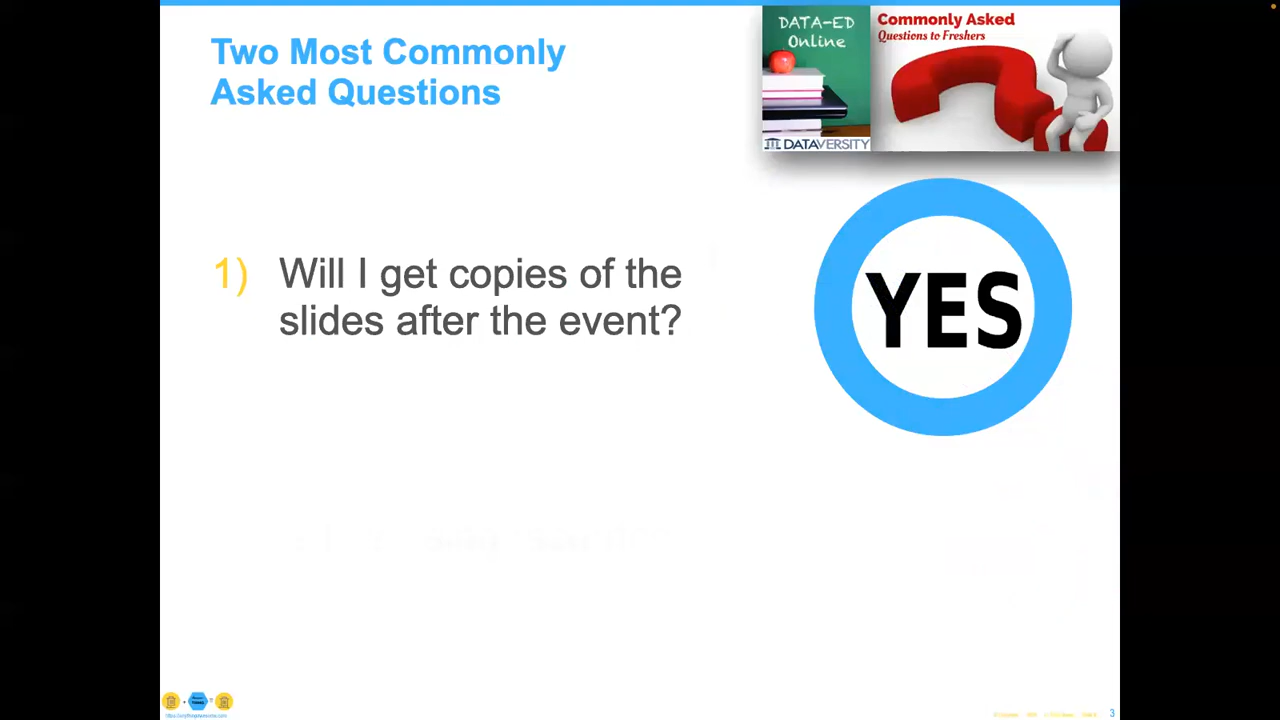 Two Most Commonly
Asked Questions
DATA-ED
Online
DATAVERSITY
Commonly Asked
Questions to Freshers
1) Will I get copies of the
slides after the event?
YES
3